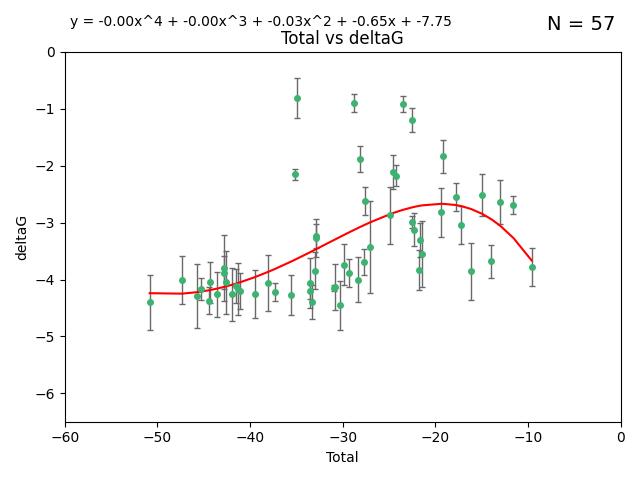 y = -0.00x^4 + -0.00x^3 + -0.03x^2 + -0.65x + -7.75
N = 57
Total vs deltaG
0
−1
−2
−3
−4
−5
−6
deltaG
−60 −50 −40 −30 −20 −10 0
Total